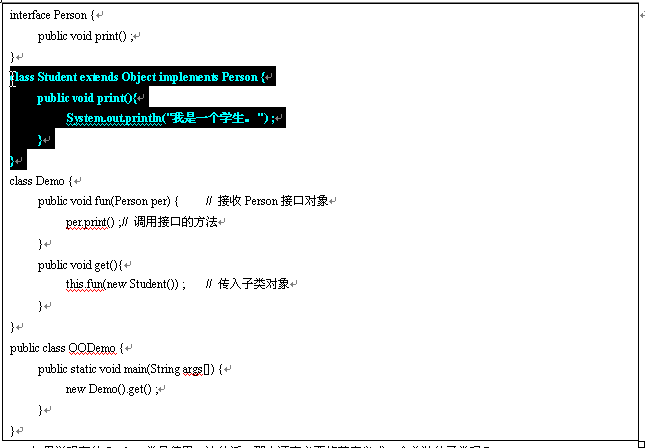 interface Person {
public void print() ;
}
class Student extends Object implements Person {
public void print(){
System.out.println("我是一个学生。") ;
}
}
class Demo {
public void fun(Person per) { // 接收 Person 接口对象
per.print() ;// 调用接口的方法
}
public void get(){
this.fun(new Student()) ; // 传入子类对象
}
}
public class OODemo {
public static void main(String args[]) {
new Demo().get() ;
}
}